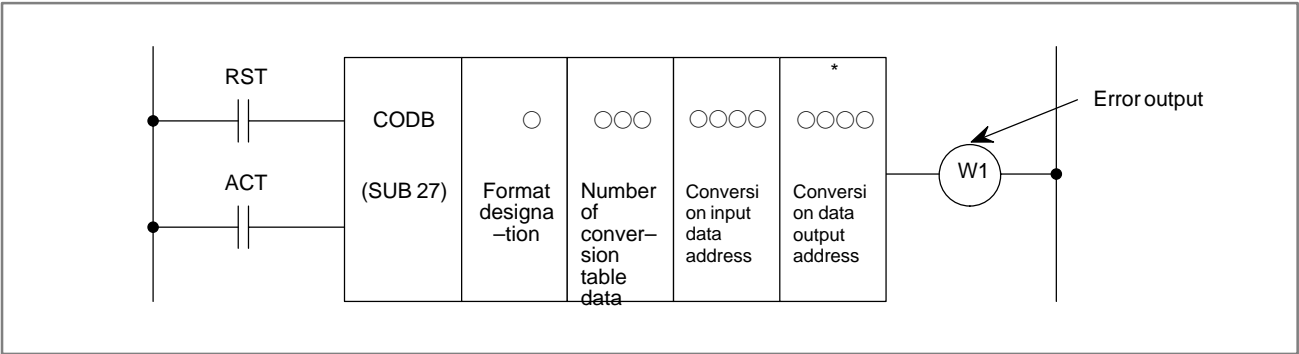 RST
ACT
CODB
(SUB 27)
○
Format
designa
–tion
○○○
Number
of
conver–
sion
table
data
○○○○
Conversi
on input
data
address
*
○○○○
Conversi
on data
output
address
W1
Error output